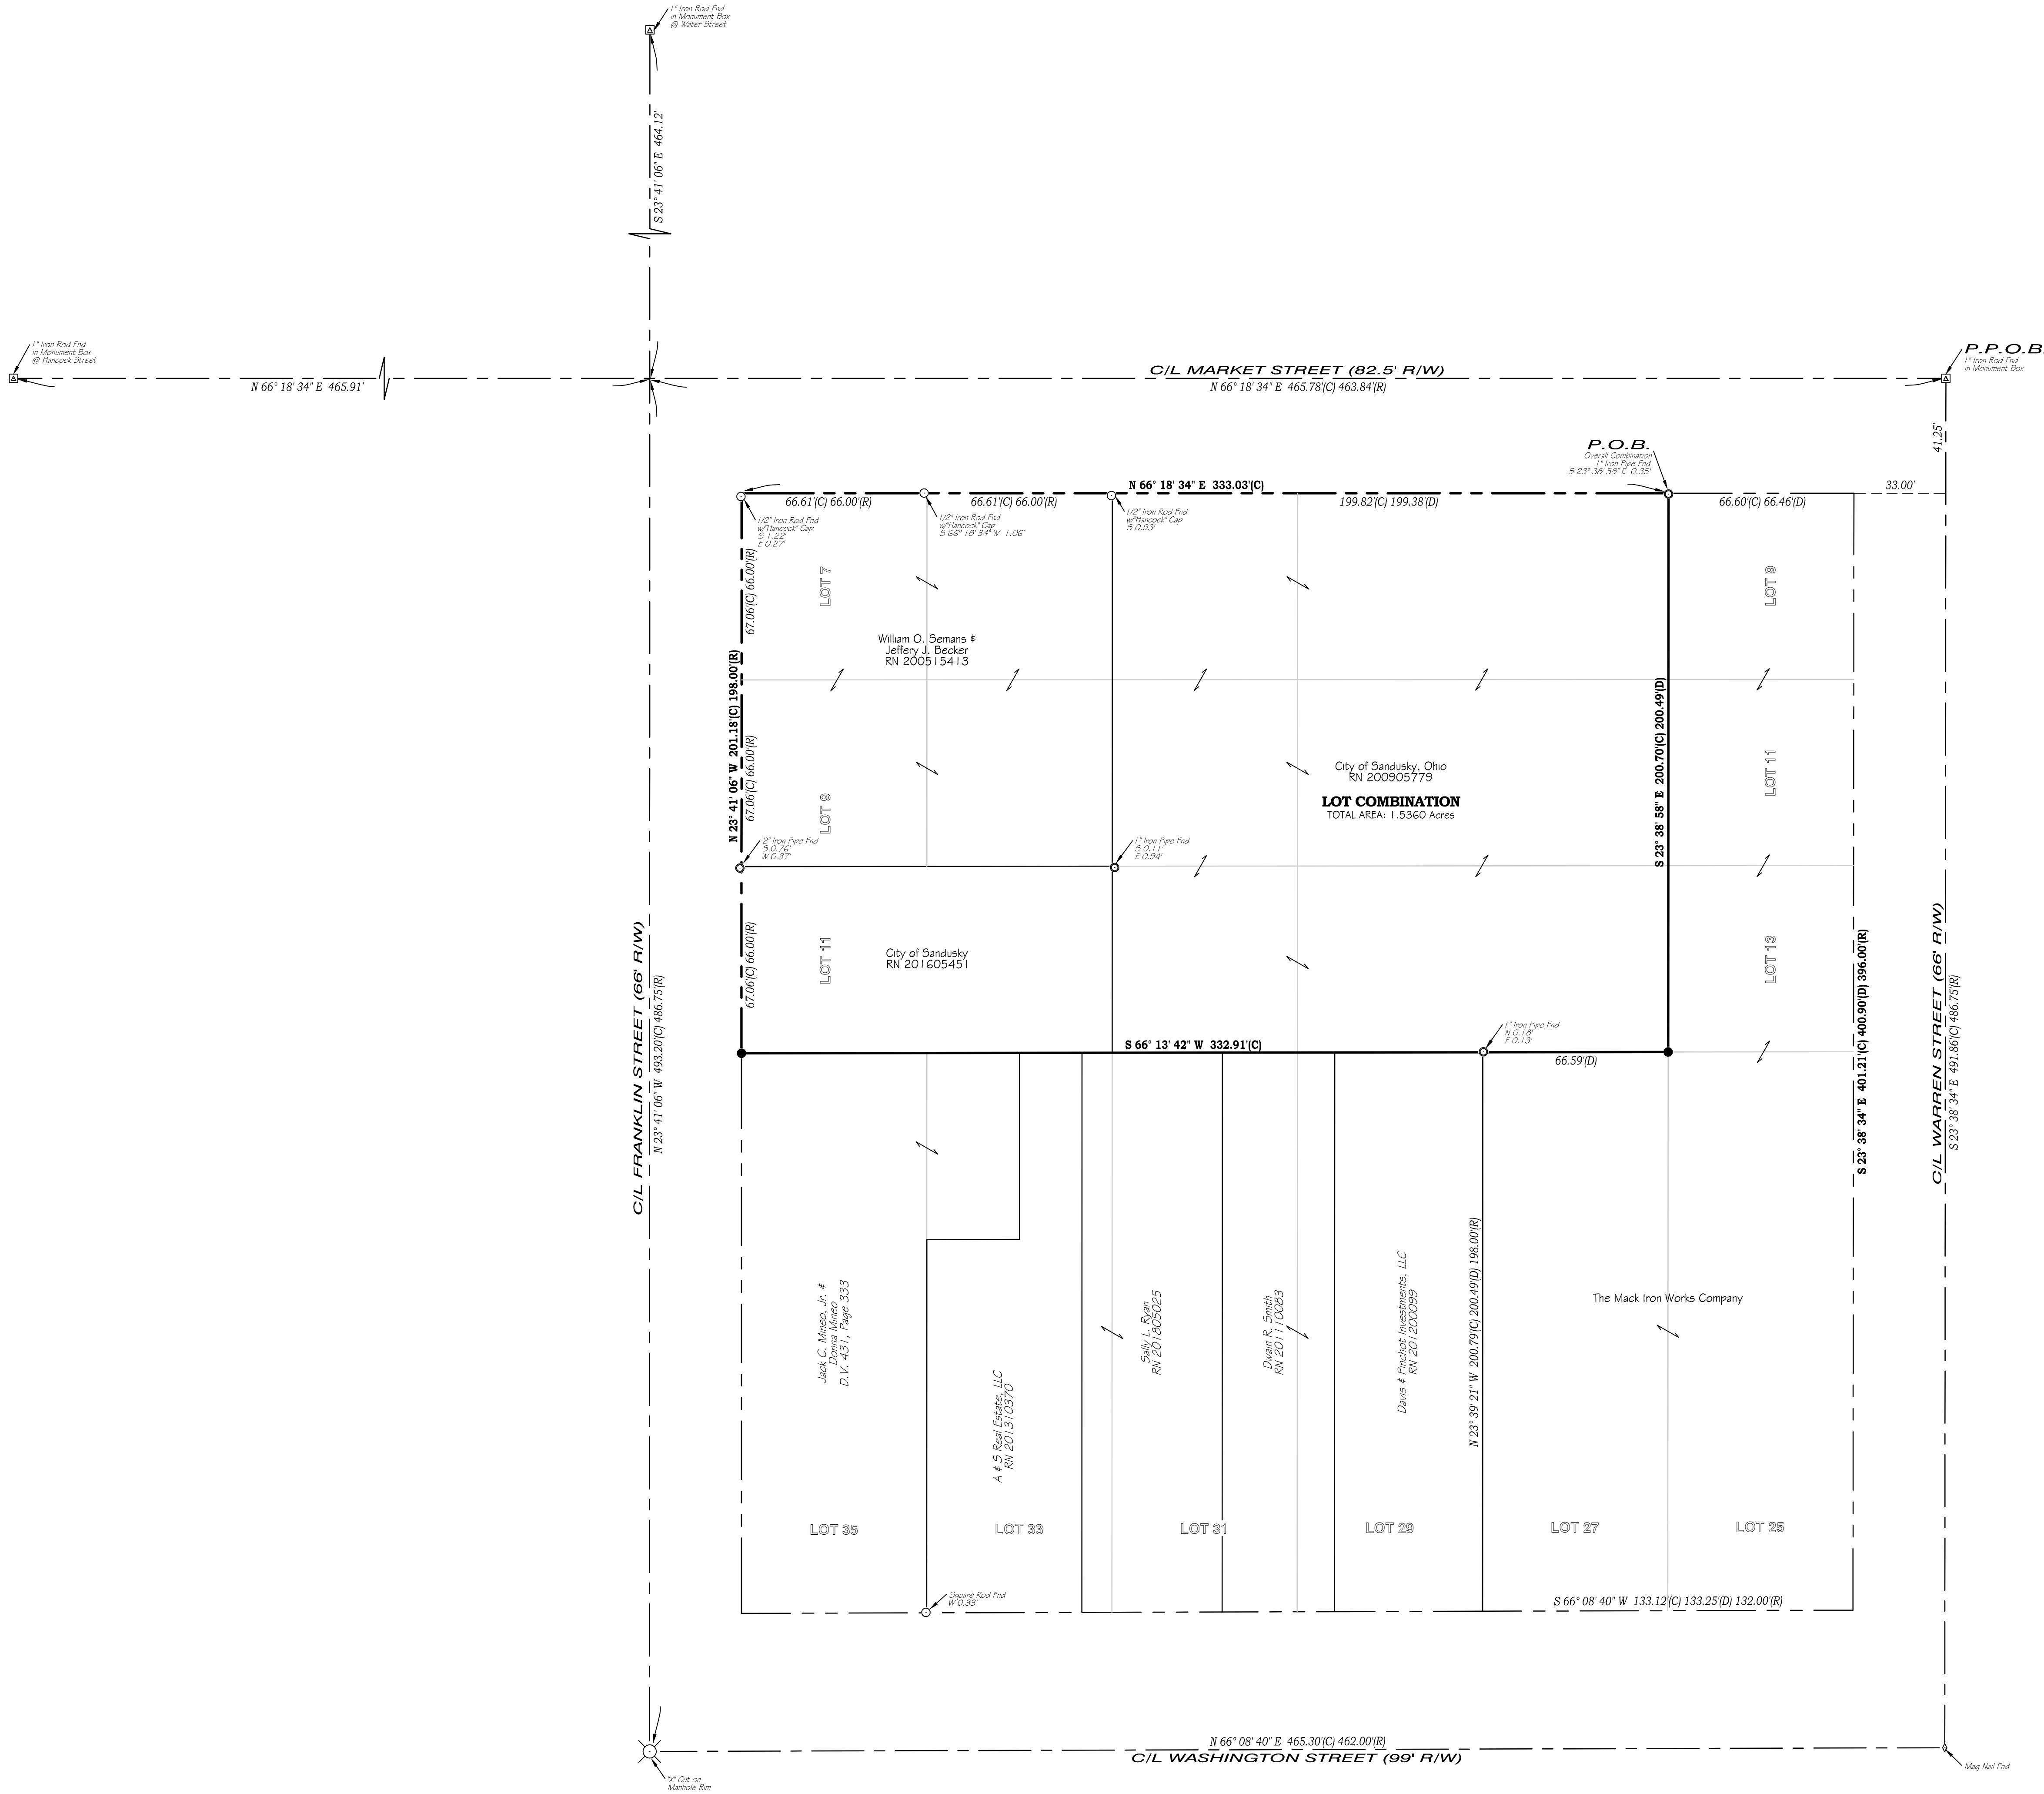 1" Iron Rod Fnd
in Monument Box
@ Water Street
S 23° 41' 06" E  464.12'
1" Iron Rod Fnd
in Monument Box
@ Hancock Street
N 66° 18' 34" E  465.91'
C/L MARKET STREET (82.5' R/W)
N 66° 18' 34" E  465.78'(C) 463.84'(R)
P.P.O.B.
1" Iron Rod Fnd
in Monument Box
41.25'
33.00'
P.O.B.
Overall Combination
1" Iron Pipe Fnd
S 23° 38' 58" E  0.35'
N 66° 18' 34" E  333.03'(C)
66.61'(C) 66.00'(R)
66.61'(C) 66.00'(R)
199.82'(C) 199.38'(D)
66.60'(C) 66.46'(D)
1/2" Iron Rod Fnd
w/"Hancock" Cap
S 1.22'
E 0.27'
1/2" Iron Rod Fnd
w/"Hancock" Cap
S 66° 18' 34" W  1.06'
1/2" Iron Rod Fnd
w/"Hancock" Cap
S 0.93'
67.06'(C) 66.00'(R)
LOT 7
LOT 9
William O. Semans &
Jeffery J. Becker
RN 200515413
N 23° 41' 06" W  201.18'(C) 198.00'(R)
67.06'(C) 66.00'(R)
LOT 9
S 23° 38' 58" E  200.70'(C) 200.49'(D)
LOT 11
City of Sandusky, Ohio
RN 200905779
LOT COMBINATION
TOTAL AREA: 1.5360 Acres
2" Iron Pipe Fnd
S 0.76'
W 0.37'
1" Iron Pipe Fnd
S 0.11'
E 0.94'
67.06'(C) 66.00'(R)
LOT 11
City of Sandusky
RN 201605451
LOT 13
C/L FRANKLIN STREET (66' R/W)
N 23° 41' 06" W  493.20'(C) 486.75'(R)
S 23° 38' 34" E  401.21'(C) 400.90'(D) 396.00'(R)
C/L WARREN STREET (66' R/W)
S 23° 38' 34" E  491.86'(C) 486.75'(R)
1" Iron Pipe Fnd
N 0.18'
E 0.13'
S 66° 13' 42" W  332.91'(C)
66.59'(D)
Jack C. Mineo, Jr. &
Donna Mineo
D.V. 431, Page 333
A & S Real Estate, LLC
RN 201310370
Sally L. Ryan
RN 201805025
Dwain R. Smith
RN 201110083
Davis & Pinchot Investments, LLC
RN 201200099
N 23° 39' 21" W  200.79'(C) 200.49'(D) 198.00'(R)
The Mack Iron Works Company
LOT 35
LOT 33
LOT 31
LOT 29
LOT 27
LOT 25
Square Rod Fnd
W 0.33'
S 66° 08' 40" W  133.12'(C) 133.25'(D) 132.00'(R)
N 66° 08' 40" E  465.30'(C) 462.00'(R)
C/L WASHINGTON STREET (99' R/W)
"X" Cut on
Manhole Rim
Mag Nail Fnd